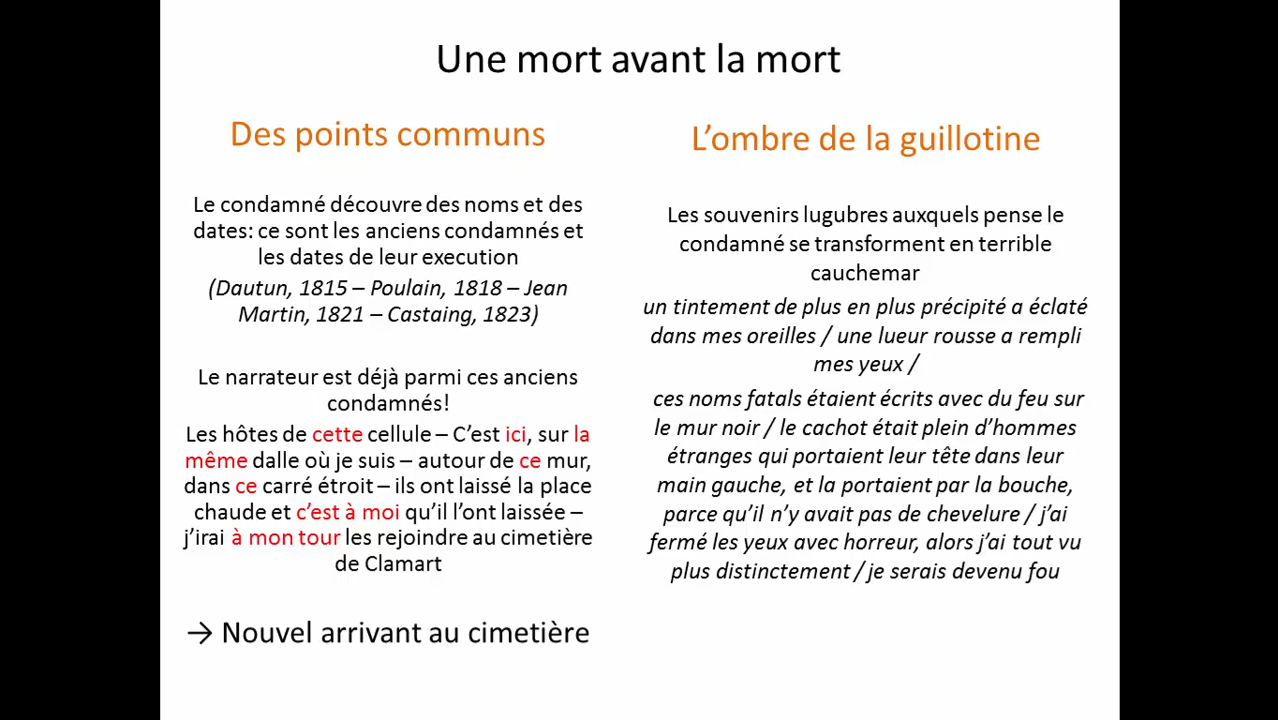 Une mort avant la mort
Des points communs
Le condamné découvre des noms et des
dates: ce sont les anciens condamnés et
les dates de leur execution
(Dautun, 1815 – Poulain, 1818 – Jean
Martin, 1821 – Castaing, 1823)
Le narrateur est déjà parmi ces anciens
condamnés!
Les hôtes de cette cellule – C’est ici, sur la
même dalle où je suis – autour de ce mur,
dans ce carré étroit – ils ont laissé la place
chaude et c’est à moi qu’il l’ont laissée –
j’irai à mon tour les rejoindre au cimetière
de Clamart
→ Nouvel arrivant au cimetière
L’ombre de la guillotine
Les souvenirs lugubres auxquels pense le
condamné se transforment en terrible
cauchemar
un tintement de plus en plus précipité a éclaté
dans mes oreilles / une lueur rousse a rempli
mes yeux /
ces noms fatals étaient écrits avec du feu sur
le mur noir / le cachot était plein d’hommes
étranges qui portaient leur tête dans leur
main gauche, et la portaient par la bouche,
parce qu’il n’y avait pas de chevelure / j’ai
fermé les yeux avec horreur, alors j’ai tout vu
plus distinctement / je serais devenu fou